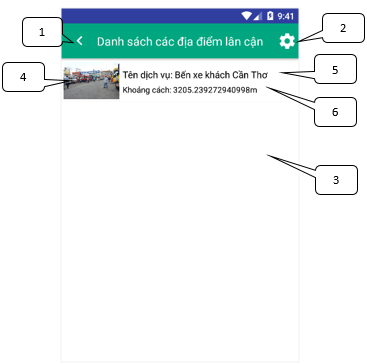 9:41
1
2
Danh sách các địa điểm lân cận
4
Tên dịch vụ: Bến xe khách Cần Thơ
5
Khoảng cách: 3205.239272940998m
6
3